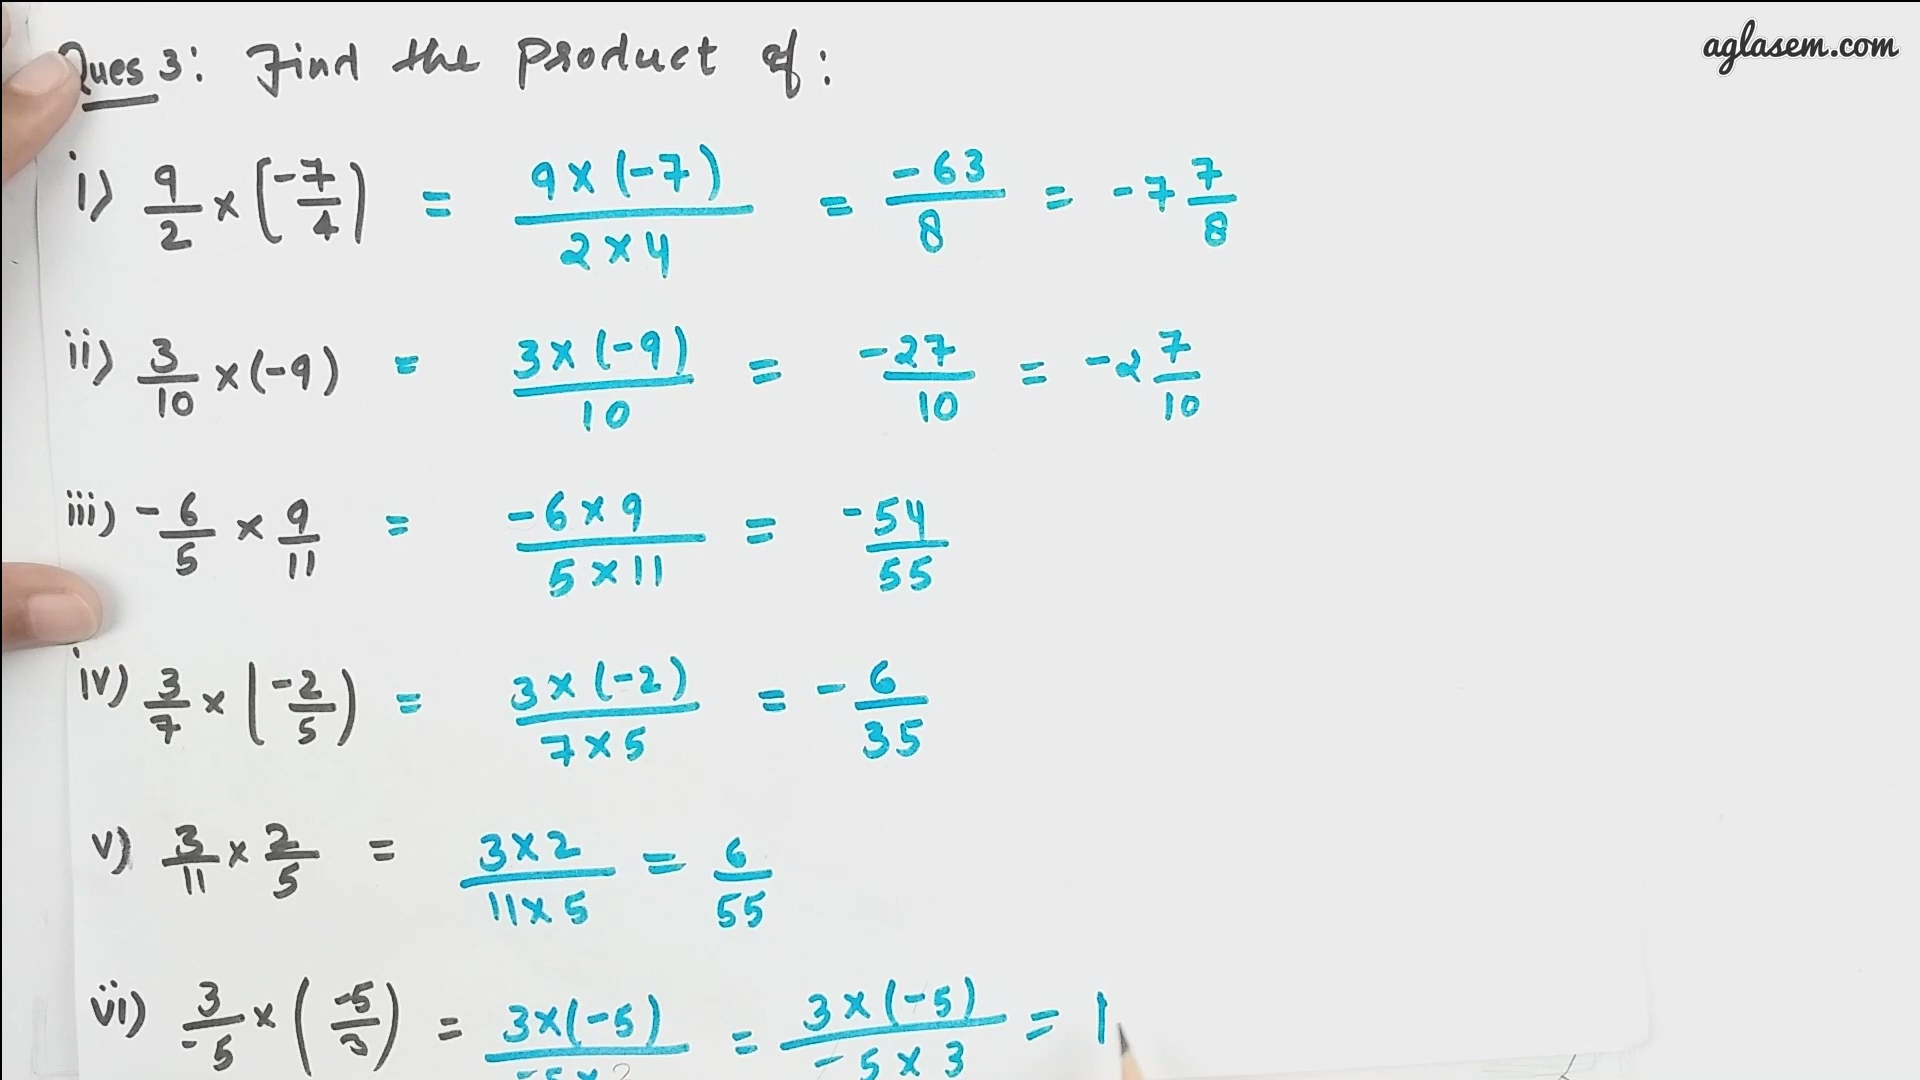 aglasem.com
Ques 3: Find the product of:
i) 9/2 × (-7/4) = 9×(-7)/2×4 = -63/8 = -7 7/8
ii) 3/10 × (-9) = 3×(-9)/10 = -27/10 = -2 7/10
iii) -6/5 × 9/11 = -6×9/5×11 = -54/55
iv) 3/7 × (-2/5) = 3×(-2)/7×5 = -6/35
v) 3/11 × 2/5 = 3×2/11×5 = 6/55
vi) 3/-5 × (-5/3) = 3×(-5)/-5×3 = 3×(-5)/-5×3 = 1